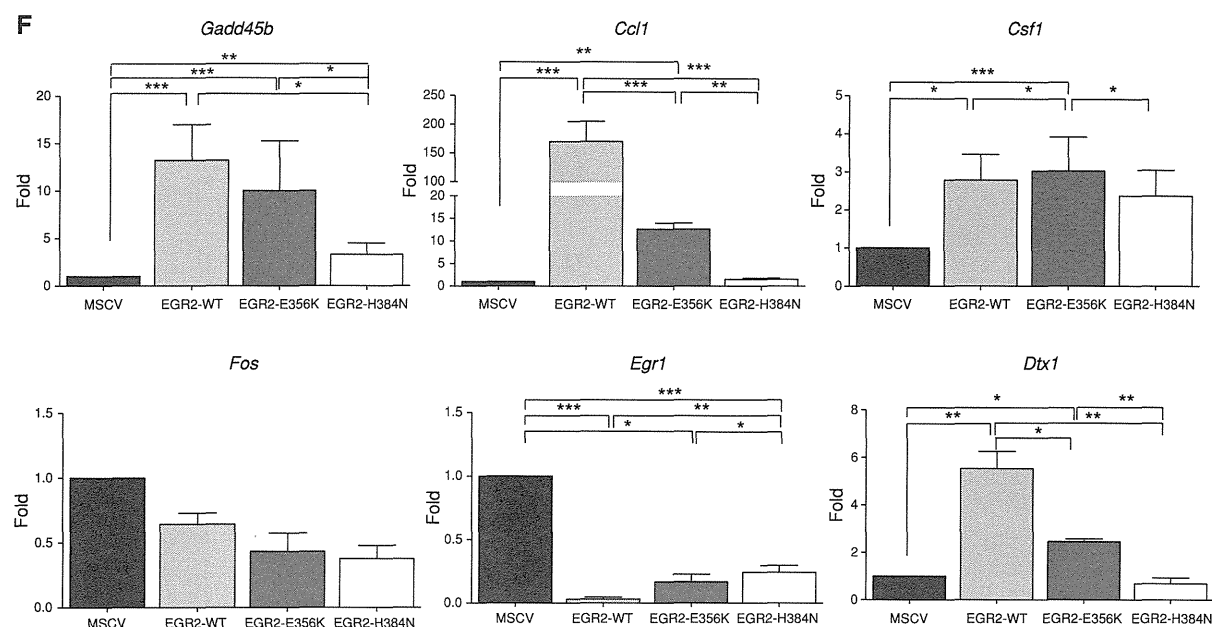 F
Gadd45b
** 
*** *
*** *
Fold
20
15
10
5
0
MSCV EGR2-WT EGR2-E356K EGR2-H384N
Ccl1
**
*** ***
*** **
Fold
250
200
150
100
20
15
10
5
0
MSCV EGR2-WT EGR2-E356K EGR2-H384N
Csf1
***
* * *
Fold
5
4
3
2
1
0
MSCV EGR2-WT EGR2-E356K EGR2-H384N
Fos
Fold
1.5
1.0
0.5
0.0
MSCV EGR2-WT EGR2-E356K EGR2-H384N
Egr1
***
*** **
* *
Fold
1.5
1.0
0.5
0.0
MSCV EGR2-WT EGR2-E356K EGR2-H384N
Dtx1
* **
** **
*
Fold
8
6
4
2
0
MSCV EGR2-WT EGR2-E356K EGR2-H384N